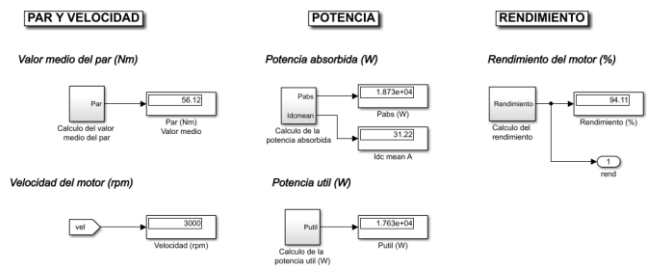 PAR Y VELOCIDAD
POTENCIA
RENDIMIENTO
Valor medio del par (Nm)
Potencia absorbida (W)
Rendimiento del motor (%)
Par
56.12
Calculo del valor
medio del par
Par (Nm)
Valor medio
Pabs
Idcmean
1.873e+04
Pabs (W)
31.22
Idc mean A
Calculo de la
potencia absorbida
Rendimiento
94.11
Calculo del
rendimiento
Rendimiento (%)
1
rend
Velocidad del motor (rpm)
Potencia util (W)
vel
3000
Velocidad (rpm)
Putil
1.763e+04
Calculo de la
potencia util (W)
Putil (W)